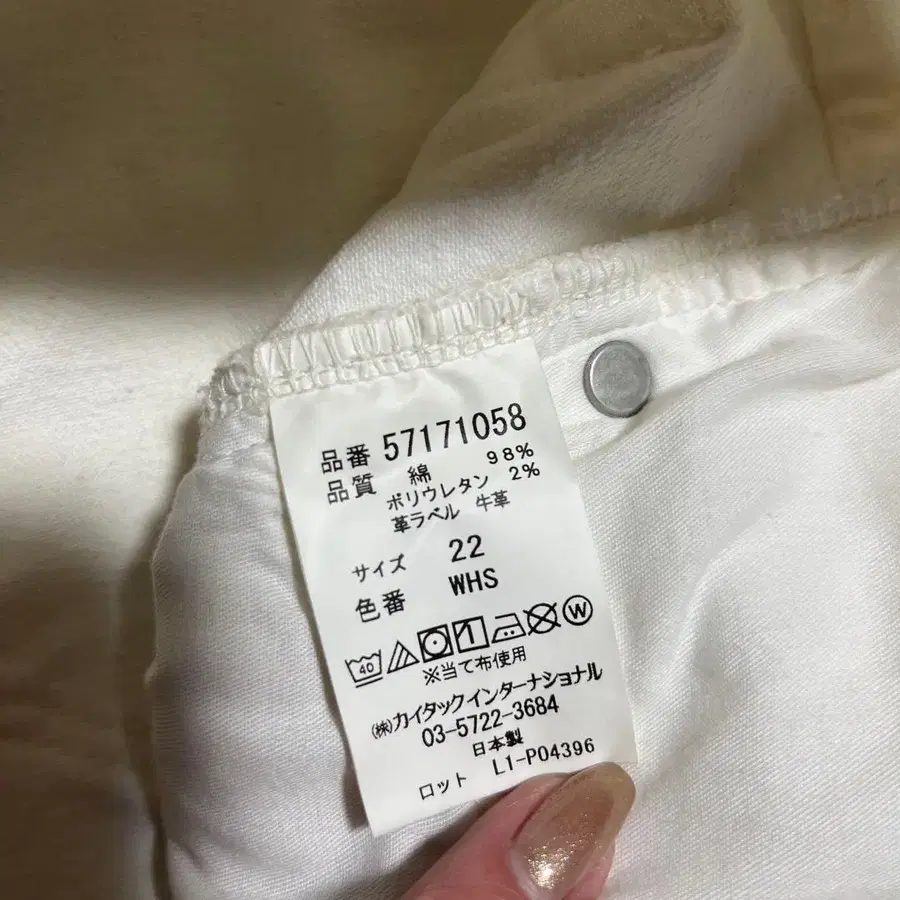 品番 57171058
品質 綿 98%
ポリウレタン 2%
革ラベル 牛革
サイズ 22
色番 WHS
40 W
※当て布使用
㈱カイタックインターナショナル
03-5722-3684
日本製
ロット L1-P04396